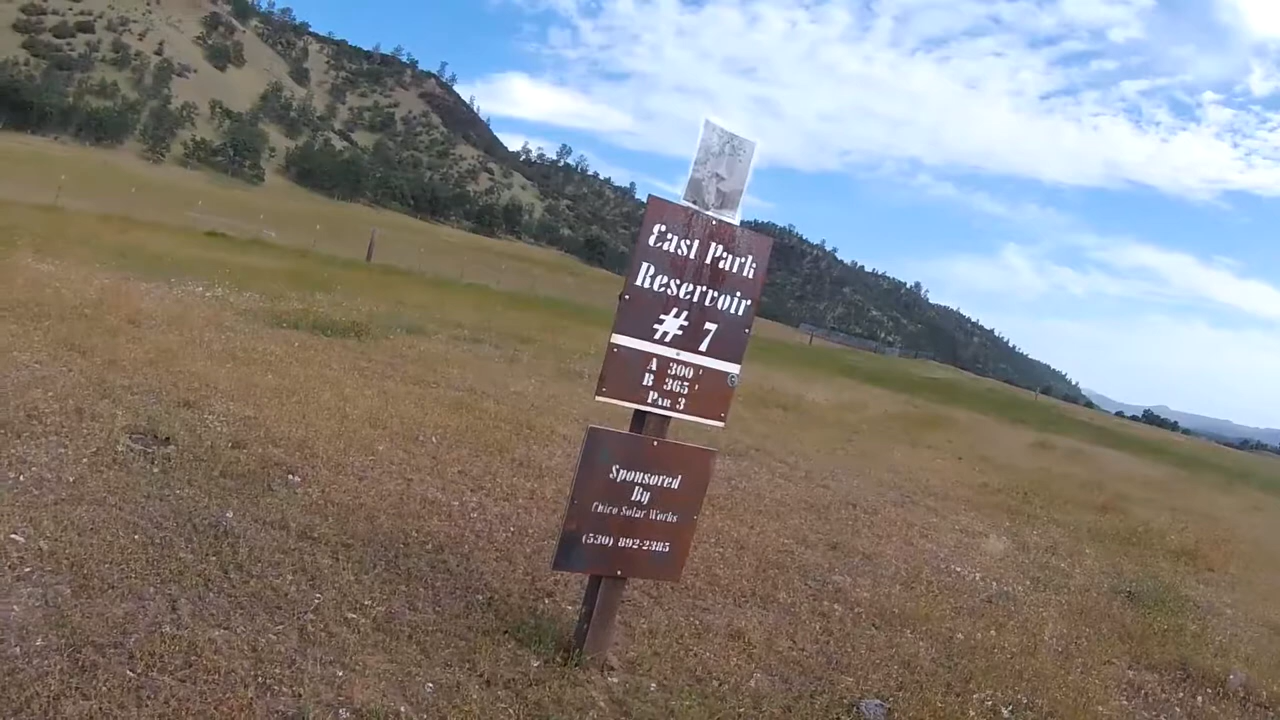 East Park
Reservoir
# 7
A 300'
B 365'
Par 3
Sponsored
By
Chico Solar Works
(530) 892-2385